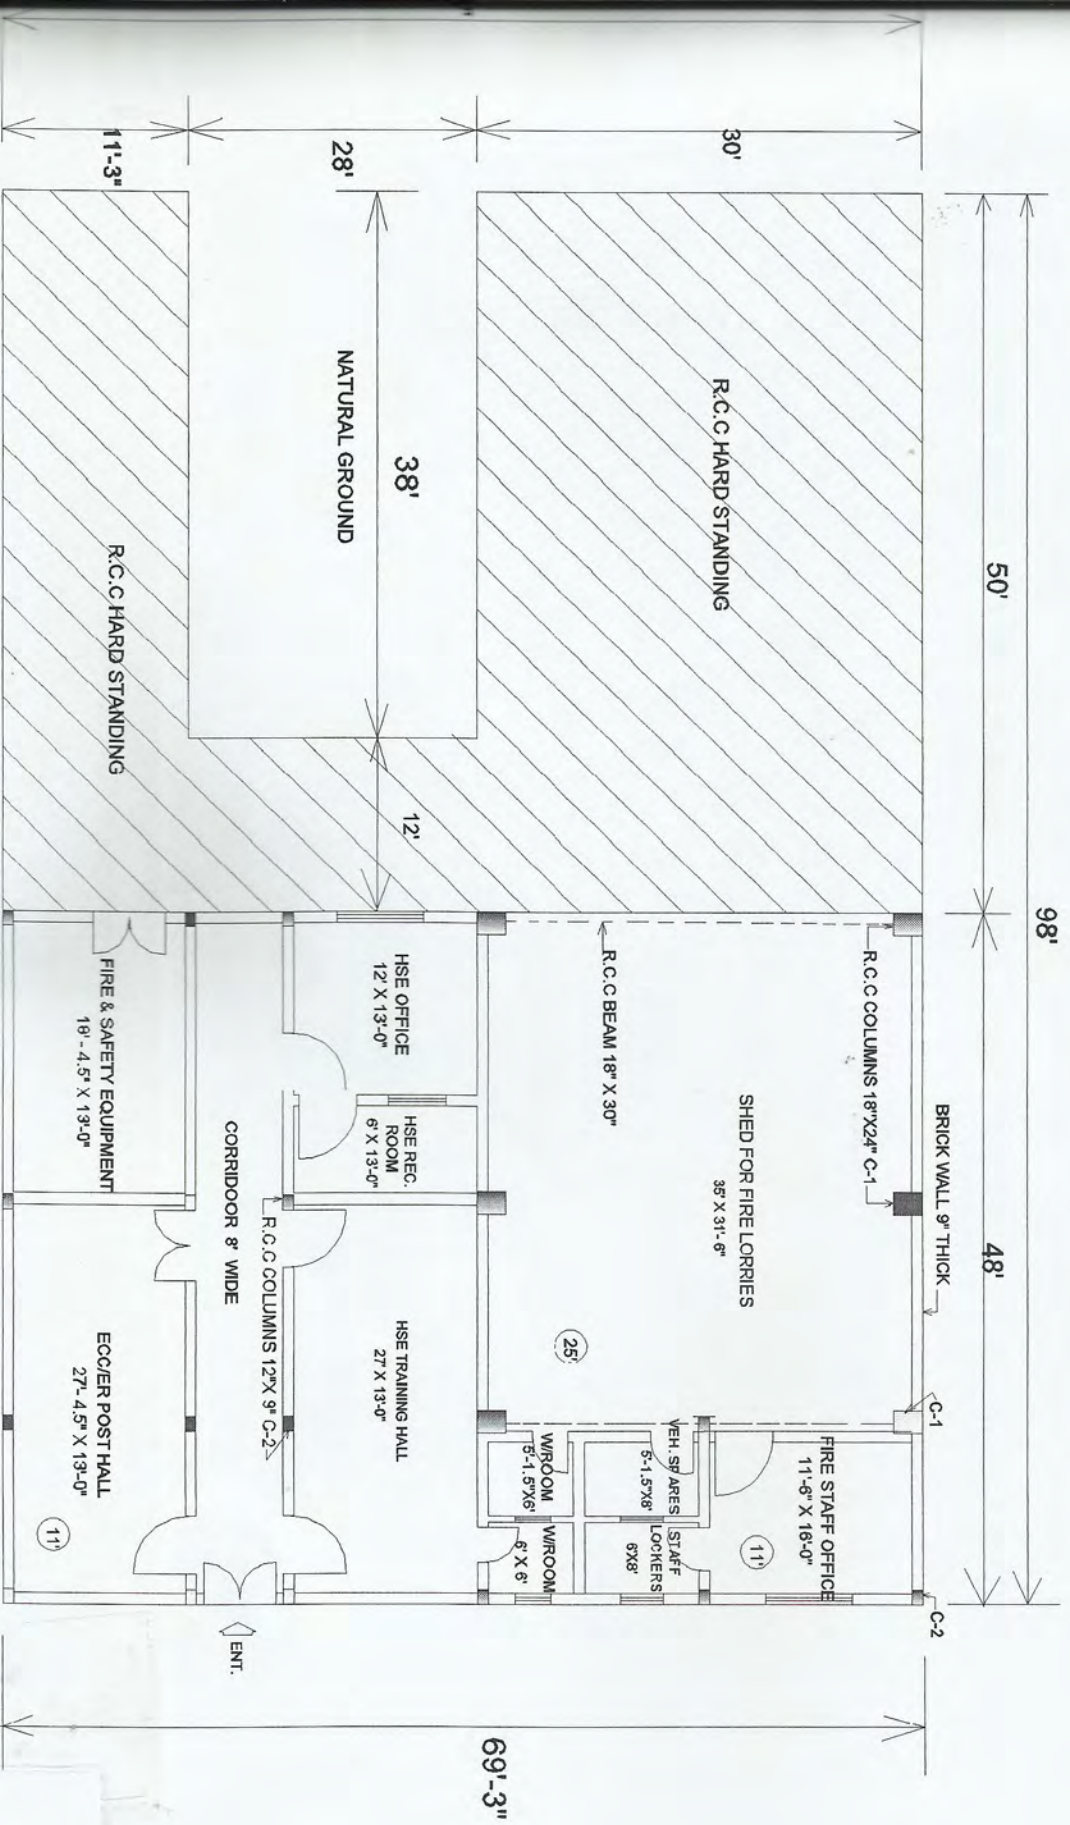 98'
50'
48'
30'
28'
11'-3"
R.C.C HARD STANDING
38'
NATURAL GROUND
12'
R.C.C HARD STANDING
BRICK WALL 9" THICK
R.C.C COLUMNS 18"X24" C-1
C-1
C-2
SHED FOR FIRE LORRIES
35' X 31'- 6"
R.C.C BEAM 18" X 30"
25'
FIRE STAFF OFFICE
11'-6" X 16'-0"
11'
VEH. SPARES
5'-1.5"X8'
STAFF
LOCKERS
6'X8'
W/ROOM
5'-1.5"X6'
W/ROOM
6' X 6'
HSE OFFICE
12' X 13'-0"
HSE REC.
ROOM
6' X 13'-0"
HSE TRAINING HALL
27' X 13'-0"
R.C.C COLUMNS 12"X 9" C-2
CORRIDOOR 8' WIDE
ENT.
FIRE & SAFETY EQUIPMENT
18' - 4.5" X 13'-0"
ECC/ER POST HALL
27'- 4.5" X 13'-0"
11'
69'-3"